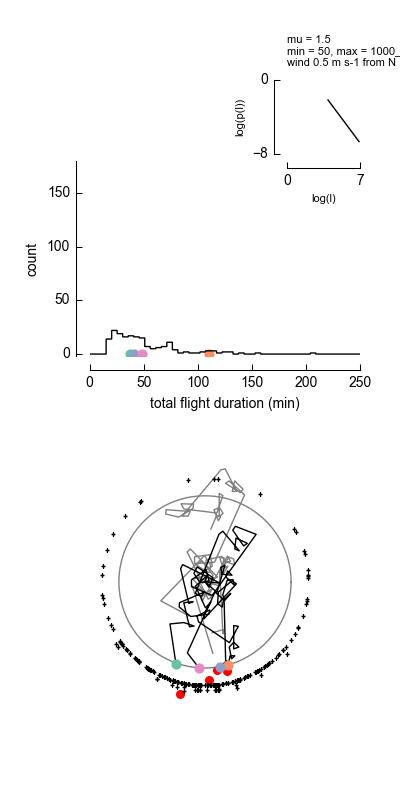 mu = 1.5
min = 50, max = 1000_
wind 0.5 m s-1 from N
0
log(p(l))
−8
0
7
log(l)
150
100
count
50
0
0
50
100
150
200
250
total flight duration (min)